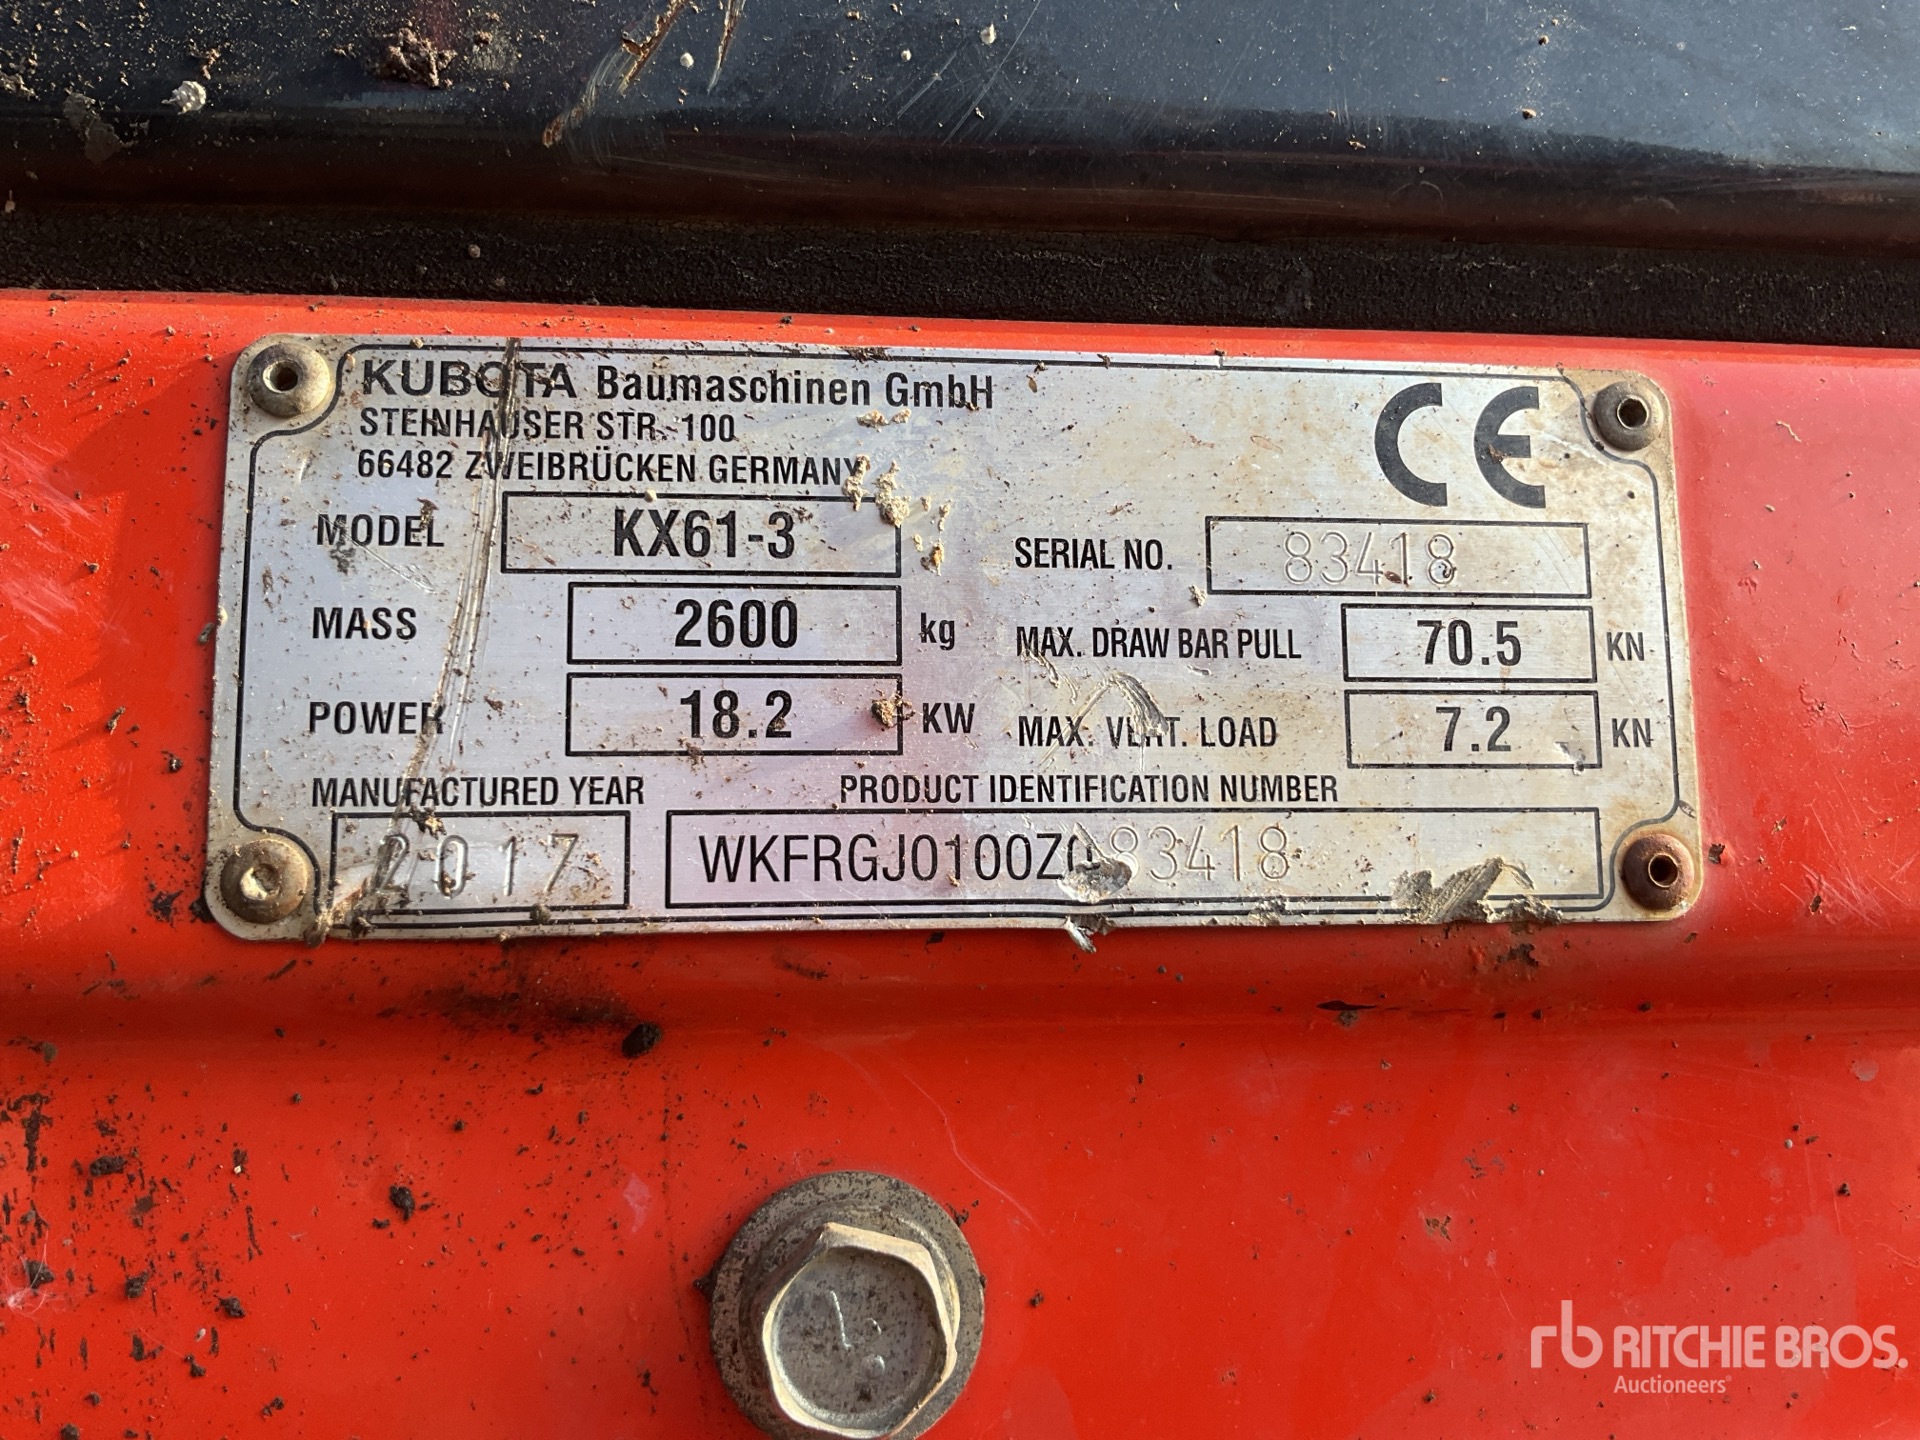 KUBOTA Baumaschinen GmbH
STEINHAUSER STR. 100
66482 ZWEIBRÜCKEN GERMANY
CE
MODEL KX61-3
SERIAL NO. 83418
MASS 2600 kg
MAX. DRAW BAR PULL 70.5 KN
POWER 18.2 KW
MAX. VERT. LOAD 7.2 KN
MANUFACTURED YEAR
2017
PRODUCT IDENTIFICATION NUMBER
WKFRGJ0100Z083418
rb RITCHIE BROS.
Auctioneers